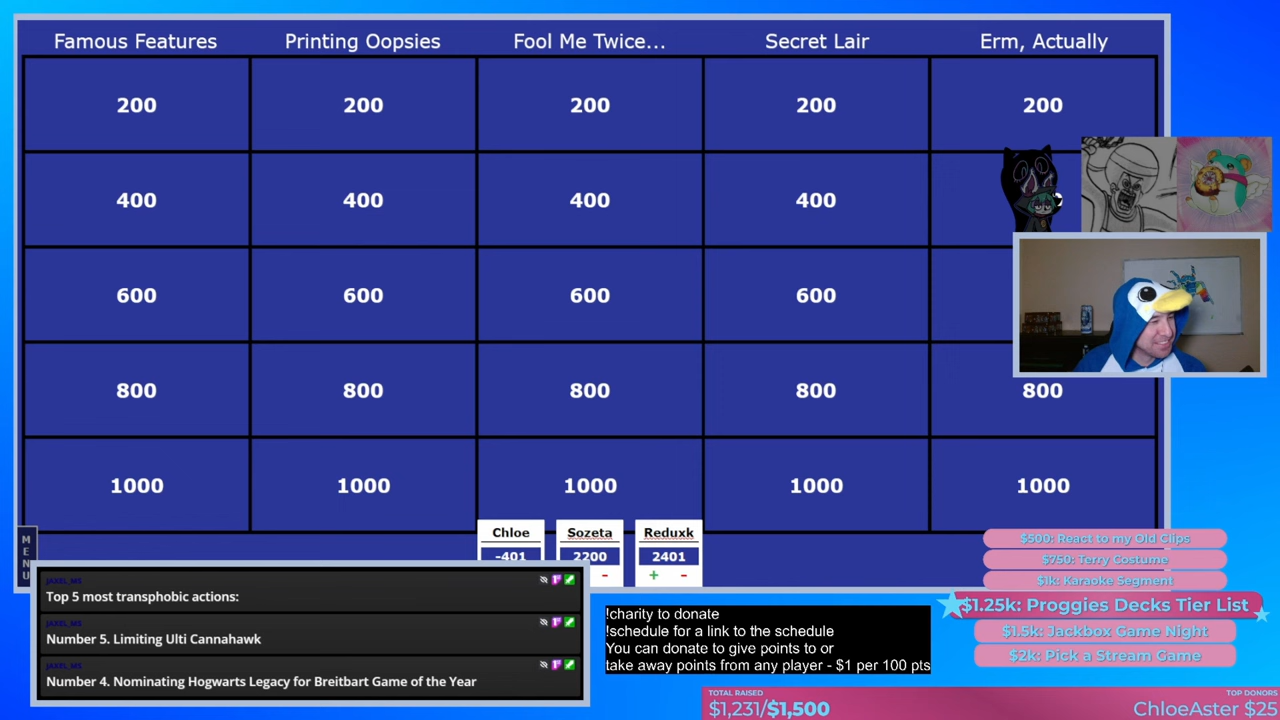 Famous Features
Printing Oopsies
Fool Me Twice...
Secret Lair
Erm, Actually
200
200
200
200
200
400
400
400
400
600
600
600
600
800
800
800
800
800
1000
1000
1000
1000
1000
MENU
Chloe
-401
Sozeta
2200
-
Reduxk
2401
+ -
JAXEL_MS
Top 5 most transphobic actions:
JAXEL_MS
Number 5. Limiting Ulti Cannahawk
JAXEL_MS
Number 4. Nominating Hogwarts Legacy for Breitbart Game of the Year
!charity to donate
!schedule for a link to the schedule
You can donate to give points to or
take away points from any player - $1 per 100 pts
$500: React to my Old Clips
$750: Terry Costume
$1k: Karaoke Segment
$1.25k: Proggies Decks Tier List
$1.5k: Jackbox Game Night
$2k: Pick a Stream Game
TOTAL RAISED
$1,231/$1,500
TOP DONORS
ChloeAster $25